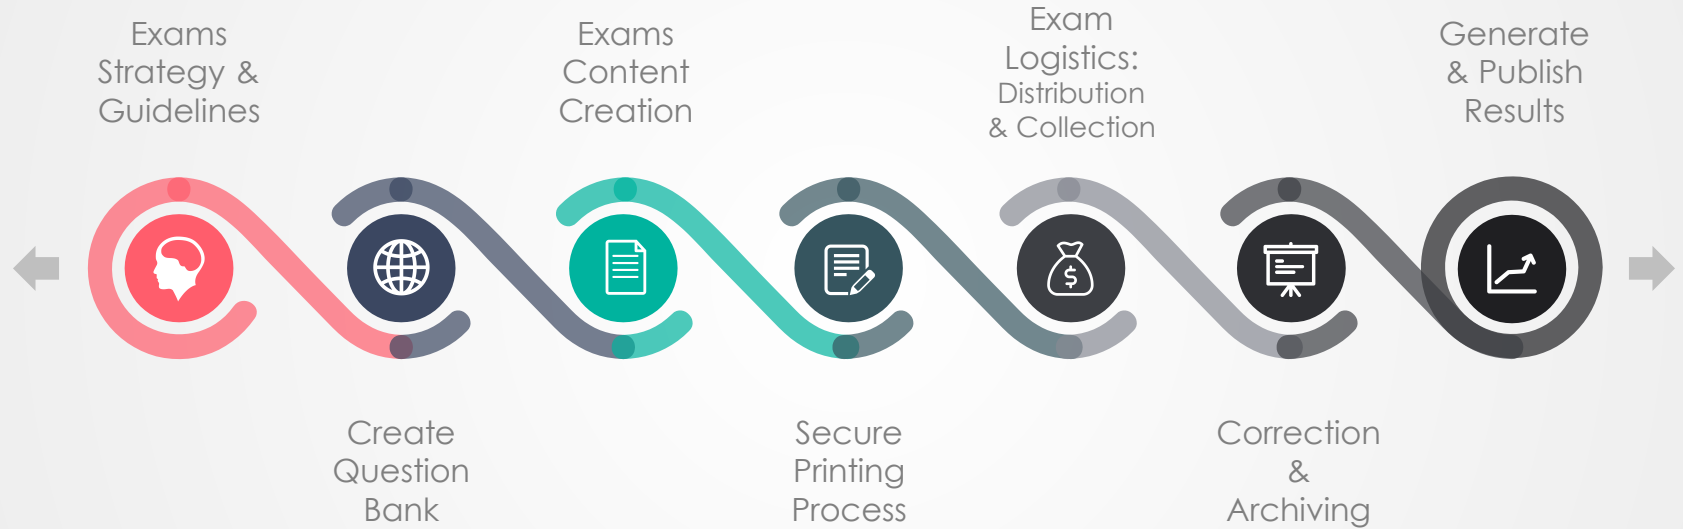 Exams
Strategy &
Guidelines
Create
Question
Bank
Exams
Content
Creation
Secure
Printing
Process
Exam
Logistics:
Distribution
& Collection
$
Correction
&
Archiving
Generate
& Publish
Results